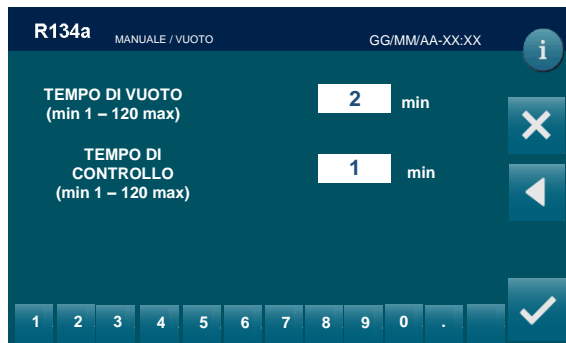 R134a MANUALE / VUOTO GG/MM/AA-XX:XX
i
TEMPO DI VUOTO 2 min
(min 1 – 120 max)
TEMPO DI
CONTROLLO 1 min
(min 1 – 120 max)
1 2 3 4 5 6 7 8 9 0 .